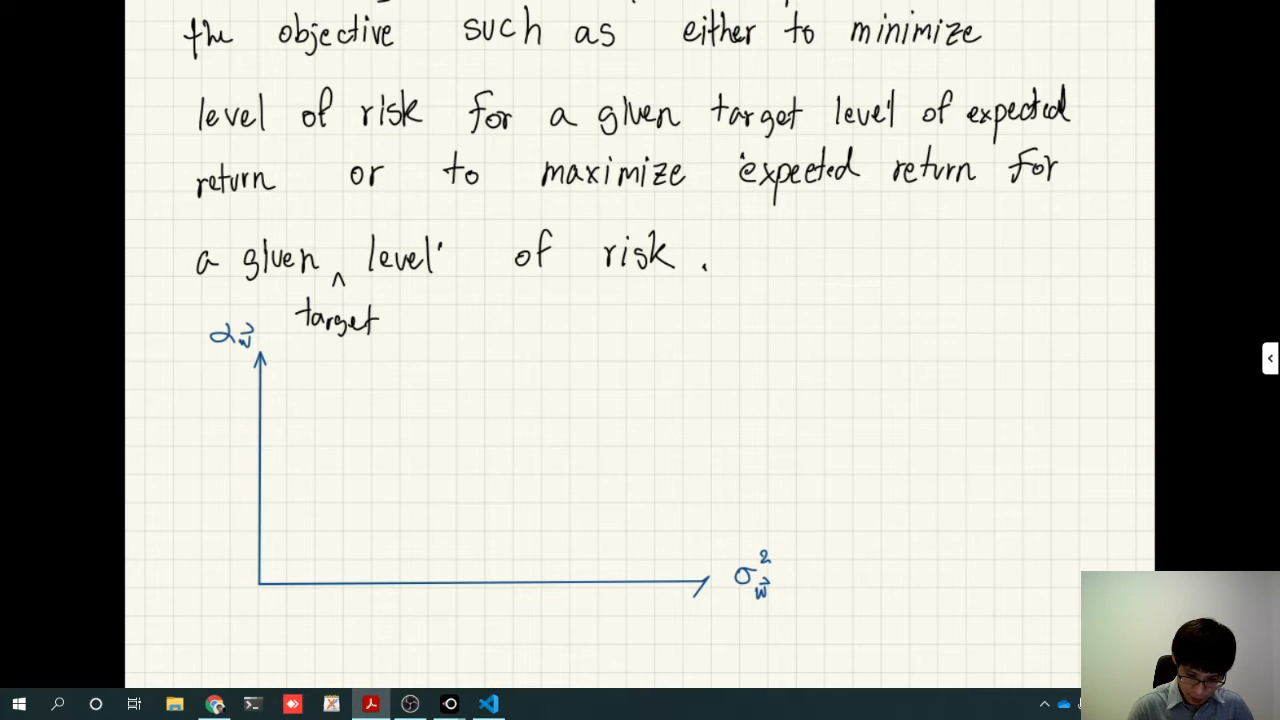 the objective such as either to minimize
level of risk for a given target level of expected
return or to maximize expected return for
a given ^ level of risk.
target
α_w⃗
σ²_w⃗